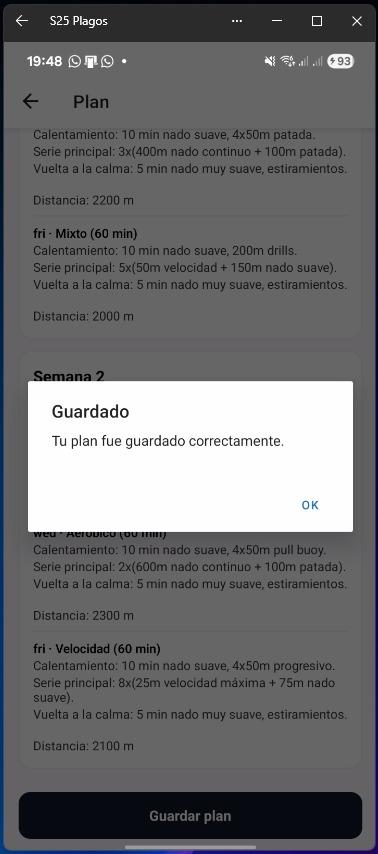 S25 Plagos
19:48
93
Plan
Calentamiento: 10 min nado suave, 4x50m patada.
Serie principal: 3x(400m nado continuo + 100m patada).
Vuelta a la calma: 5 min nado muy suave, estiramientos.
Distancia: 2200 m
fri · Mixto (60 min)
Calentamiento: 10 min nado suave, 200m drills.
Serie principal: 5x(50m velocidad + 150m nado suave).
Vuelta a la calma: 5 min nado muy suave, estiramientos.
Distancia: 2000 m
Semana 2
Guardado
Tu plan fue guardado correctamente.
OK
wed · Aeróbico (60 min)
Calentamiento: 10 min nado suave, 4x50m pull buoy.
Serie principal: 2x(600m nado continuo + 100m patada).
Vuelta a la calma: 5 min nado muy suave, estiramientos.
Distancia: 2300 m
fri · Velocidad (60 min)
Calentamiento: 10 min nado suave, 4x50m progresivo.
Serie principal: 8x(25m velocidad máxima + 75m nado
suave).
Vuelta a la calma: 5 min nado muy suave, estiramientos.
Distancia: 2100 m
Guardar plan